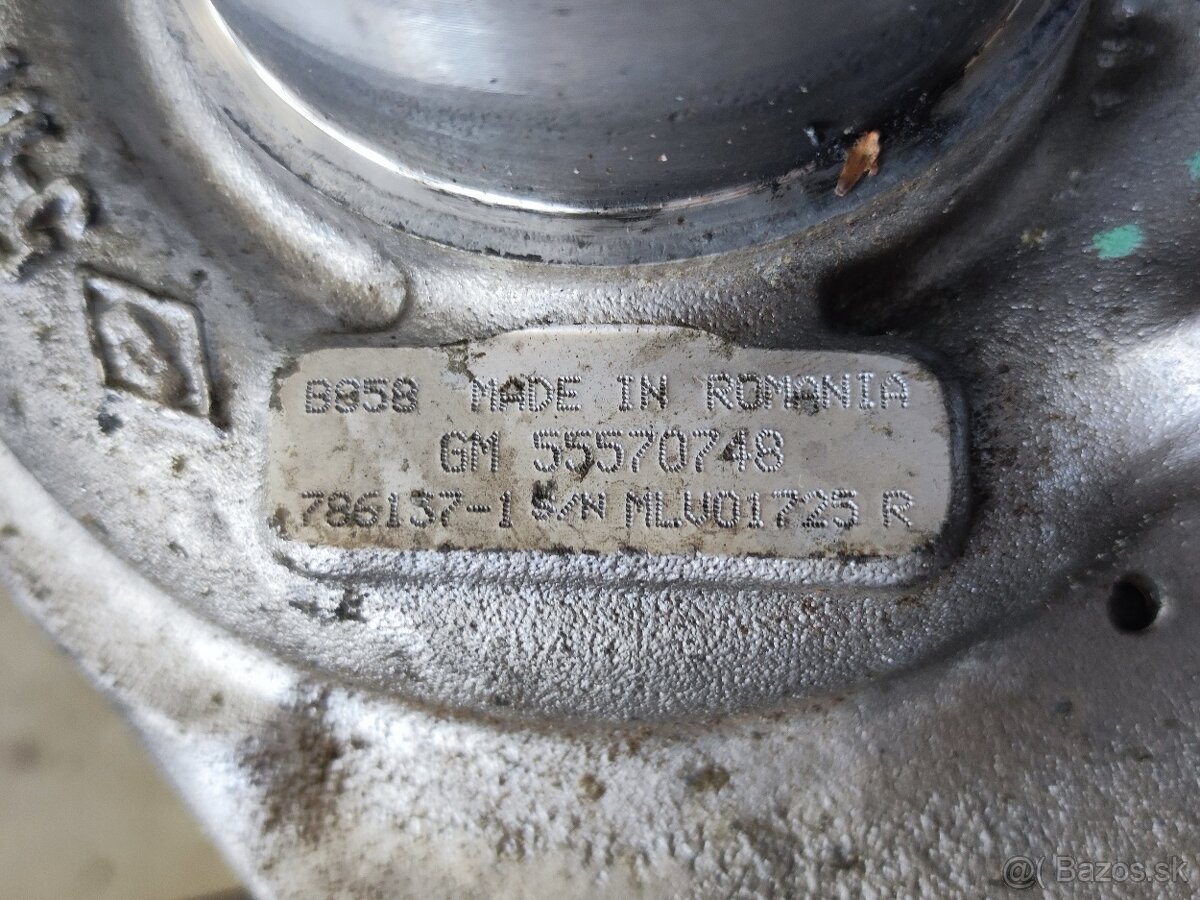 B858 MADE IN ROMANIA
GM 55570748
786137-1 S/N MLV01725 R
@( Bazos.sk